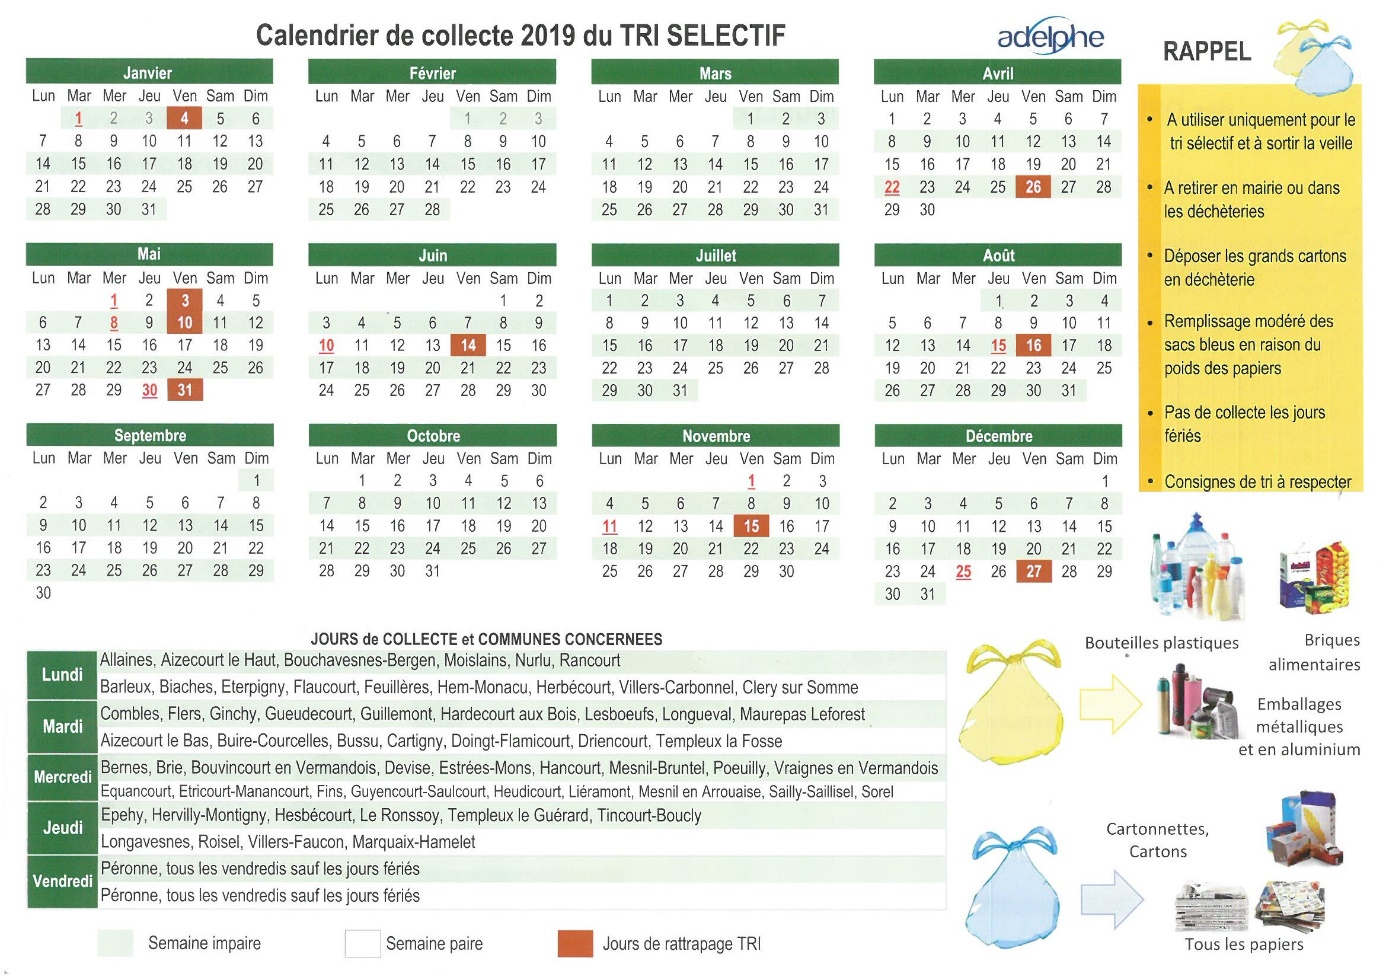 Calendrier de collecte 2019 du TRI SELECTIF
adelphe
RAPPEL
Janvier
Lun Mar Mer Jeu Ven Sam Dim
1 2 3 4 5 6
7 8 9 10 11 12 13
14 15 16 17 18 19 20
21 22 23 24 25 26 27
28 29 30 31
Février
Lun Mar Mer Jeu Ven Sam Dim
1 2 3
4 5 6 7 8 9 10
11 12 13 14 15 16 17
18 19 20 21 22 23 24
25 26 27 28
Mars
Lun Mar Mer Jeu Ven Sam Dim
1 2 3
4 5 6 7 8 9 10
11 12 13 14 15 16 17
18 19 20 21 22 23 24
25 26 27 28 29 30 31
Avril
Lun Mar Mer Jeu Ven Sam Dim
1 2 3 4 5 6 7
8 9 10 11 12 13 14
15 16 17 18 19 20 21
22 23 24 25 26 27 28
29 30
Mai
Lun Mar Mer Jeu Ven Sam Dim
1 2 3 4 5
6 7 8 9 10 11 12
13 14 15 16 17 18 19
20 21 22 23 24 25 26
27 28 29 30 31
Juin
Lun Mar Mer Jeu Ven Sam Dim
1 2
3 4 5 6 7 8 9
10 11 12 13 14 15 16
17 18 19 20 21 22 23
24 25 26 27 28 29 30
Juillet
Lun Mar Mer Jeu Ven Sam Dim
1 2 3 4 5 6 7
8 9 10 11 12 13 14
15 16 17 18 19 20 21
22 23 24 25 26 27 28
29 30 31
Août
Lun Mar Mer Jeu Ven Sam Dim
1 2 3 4
5 6 7 8 9 10 11
12 13 14 15 16 17 18
19 20 21 22 23 24 25
26 27 28 29 30 31
Septembre
Lun Mar Mer Jeu Ven Sam Dim
1
2 3 4 5 6 7 8
9 10 11 12 13 14 15
16 17 18 19 20 21 22
23 24 25 26 27 28 29
30
Octobre
Lun Mar Mer Jeu Ven Sam Dim
1 2 3 4 5 6
7 8 9 10 11 12 13
14 15 16 17 18 19 20
21 22 23 24 25 26 27
28 29 30 31
Novembre
Lun Mar Mer Jeu Ven Sam Dim
1 2 3
4 5 6 7 8 9 10
11 12 13 14 15 16 17
18 19 20 21 22 23 24
25 26 27 28 29 30
Décembre
Lun Mar Mer Jeu Ven Sam Dim
1
2 3 4 5 6 7 8
9 10 11 12 13 14 15
16 17 18 19 20 21 22
23 24 25 26 27 28 29
30 31
• A utiliser uniquement pour le
tri sélectif et à sortir la veille
• A retirer en mairie ou dans
les déchèteries
• Déposer les grands cartons
en déchèterie
• Remplissage modéré des
sacs bleus en raison du
poids des papiers
• Pas de collecte les jours
fériés
• Consignes de tri à respecter
JOURS de COLLECTE et COMMUNES CONCERNEES
Lundi
Allaines, Aizecourt le Haut, Bouchavesnes-Bergen, Moislains, Nurlu, Rancourt
Barleux, Biaches, Eterpigny, Flaucourt, Feuillères, Hem-Monacu, Herbécourt, Villers-Carbonnel, Clery sur Somme
Mardi
Combles, Flers, Ginchy, Gueudecourt, Guillemont, Hardecourt aux Bois, Lesboeufs, Longueval, Maurepas Leforest
Aizecourt le Bas, Buire-Courcelles, Bussu, Cartigny, Doingt-Flamicourt, Driencourt, Templeux la Fosse
Mercredi
Bernes, Brie, Bouvincourt en Vermandois, Devise, Estrées-Mons, Hancourt, Mesnil-Bruntel, Poeuilly, Vraignes en Vermandois
Equancourt, Etricourt-Manancourt, Fins, Guyencourt-Saulcourt, Heudicourt, Liéramont, Mesnil en Arrouaise, Sailly-Saillisel, Sorel
Jeudi
Epehy, Hervilly-Montigny, Hesbécourt, Le Ronssoy, Templeux le Guérard, Tincourt-Boucly
Longavesnes, Roisel, Villers-Faucon, Marquaix-Hamelet
Vendredi
Péronne, tous les vendredis sauf les jours fériés
Péronne, tous les vendredis sauf les jours fériés
Semaine impaire
Semaine paire
Jours de rattrapage TRI
Bouteilles plastiques
Briques
alimentaires
Emballages
métalliques
et en aluminium
Cartonnettes,
Cartons
Tous les papiers